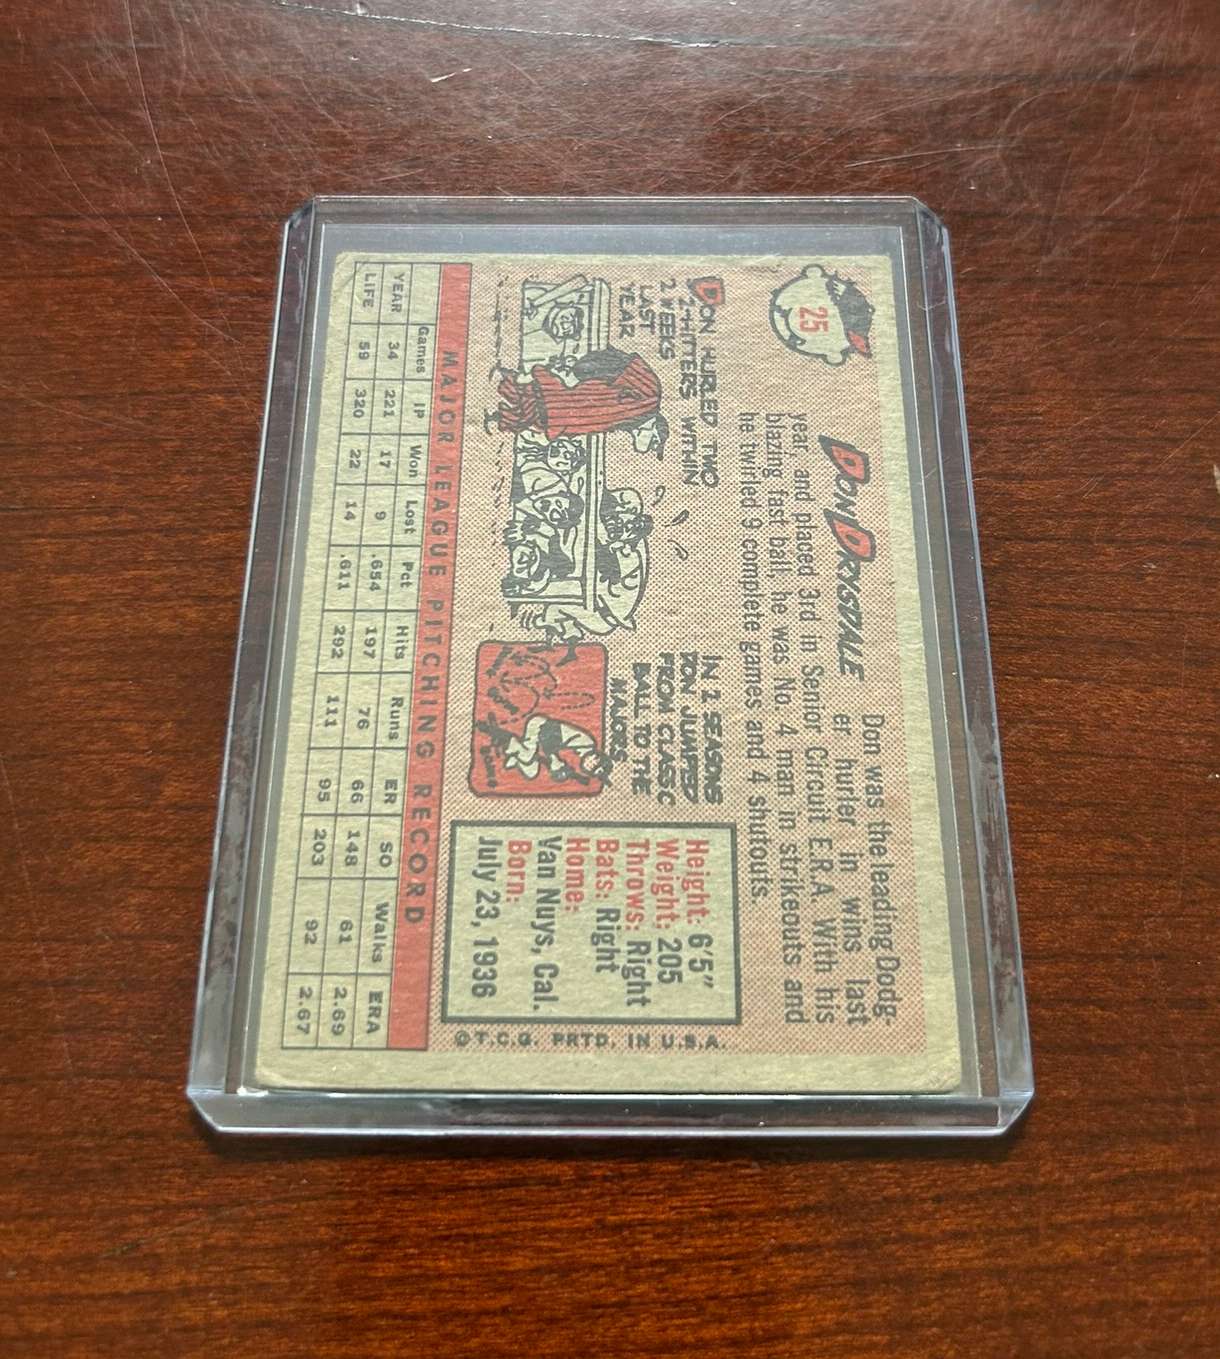 25
DON DRYSDALE
Don was the leading Dodg-
er hurler in wins last
year, and placed 3rd in Senior Circuit E.R.A. With his
blazing fast ball, he was No. 4 man in strikeouts and
he twirled 9 complete games and 4 shutouts.
DON HURLED TWO
2-HITTERS WITHIN
2 WEEKS
LAST
YEAR
IN 2 SEASONS
DON JUMPED
FROM CLASS C
BALL TO THE
MAJORS
Height: 6'5"
Weight: 205
Throws: Right
Bats: Right
Home:
Van Nuys, Cal.
Born:
July 23, 1936
© T.C.G. PRTD. IN U.S.A.
MAJOR LEAGUE PITCHING RECORD
Games IP Won Lost Pct Hits Runs ER SO Walks ERA
YEAR 34 221 17 9 .654 197 76 66 148 61 2.69
LIFE 59 320 22 14 .611 292 111 95 203 92 2.67